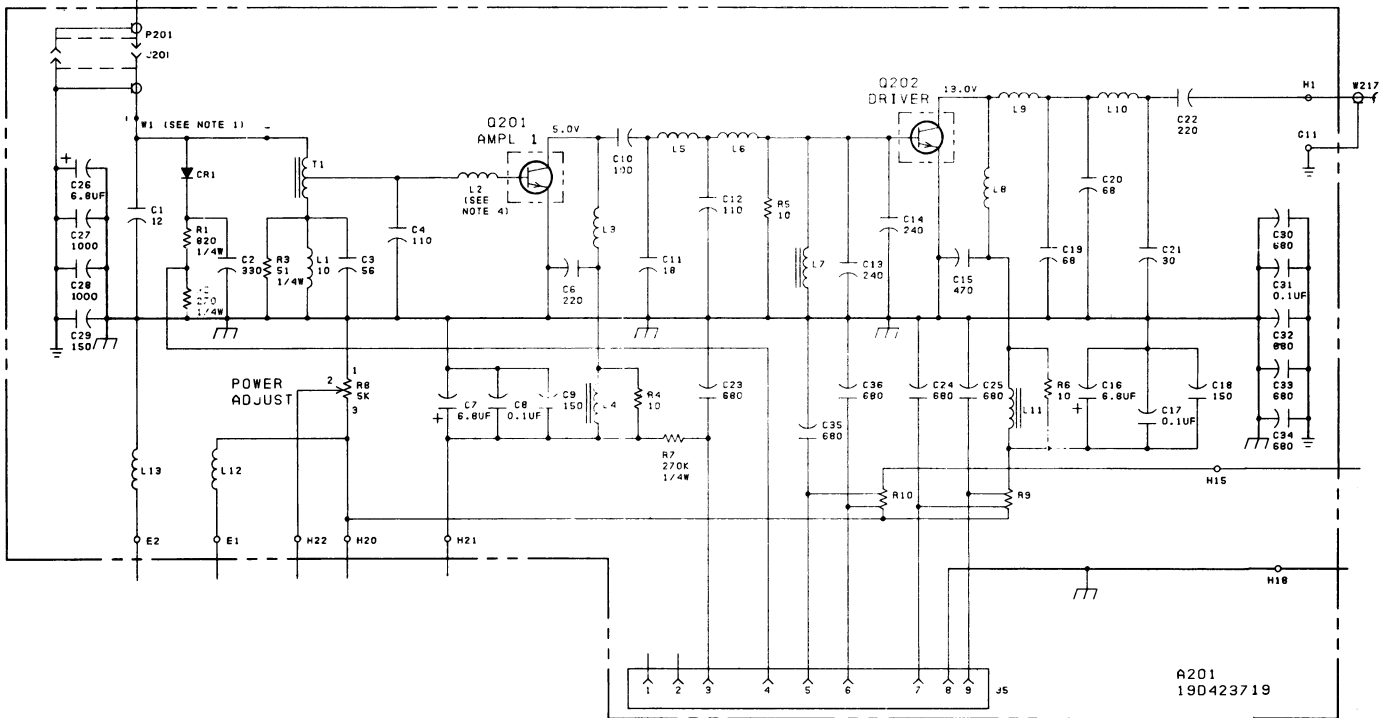 P201
J201
W1 (SEE NOTE 1)
C26
6.8UF
C27
1000
C28
1000
C29
150
C1
12
CR1
R1
820
1/4W
270
1/4W
C2
330
T1
R3
51
1/4W
L1
10
C3
56
C4
110
L2
(SEE
NOTE 4)
Q201
AMPL 1
5.0V
C6
220
L3
C10
100
C11
18
L5
L6
C12
110
R5
10
L7
C13
240
C14
240
Q202
DRIVER
13.0V
C15
470
L8
L9
L10
C19
68
C20
68
C21
30
C22
220
H1
W217
C11
C30
680
C31
0.1UF
C32
680
C33
680
C34
680
POWER
ADJUST
1
2
3
R8
5K
C7
6.8UF
+
C8
0.1UF
C9
150
L4
R4
10
R7
270K
1/4W
C23
680
C35
680
C36
680
C24
680
C25
680
L11
R6
10
C16
6.8UF
+
C17
0.1UF
C18
150
R10
R9
H15
L13
L12
E2
E1
H22
H20
H21
H18
1 2 3 4 5 6 7 8 9
J5
A201
19D423719